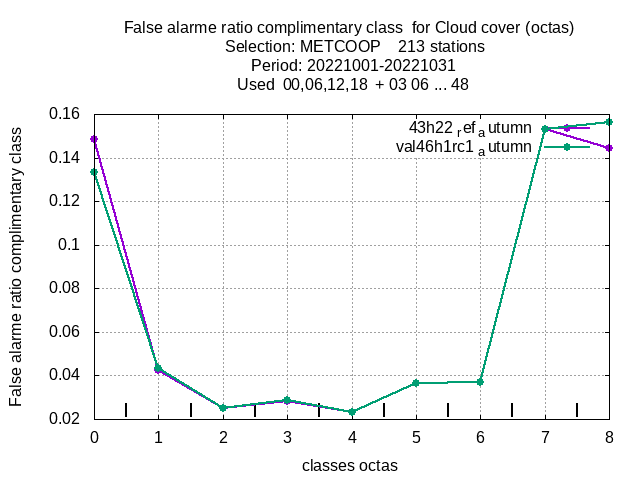 False alarme ratio complimentary class for Cloud cover (octas)
Selection: METCOOP 213 stations
Period: 20221001-20221031
Used 00,06,12,18 + 03 06 ... 48
False alarme ratio complimentary class
0.16
0.14
0.12
0.1
0.08
0.06
0.04
0.02
43h22 ref a utumn
val46h1rc1 a utumn
0 1 2 3 4 5 6 7 8
classes octas